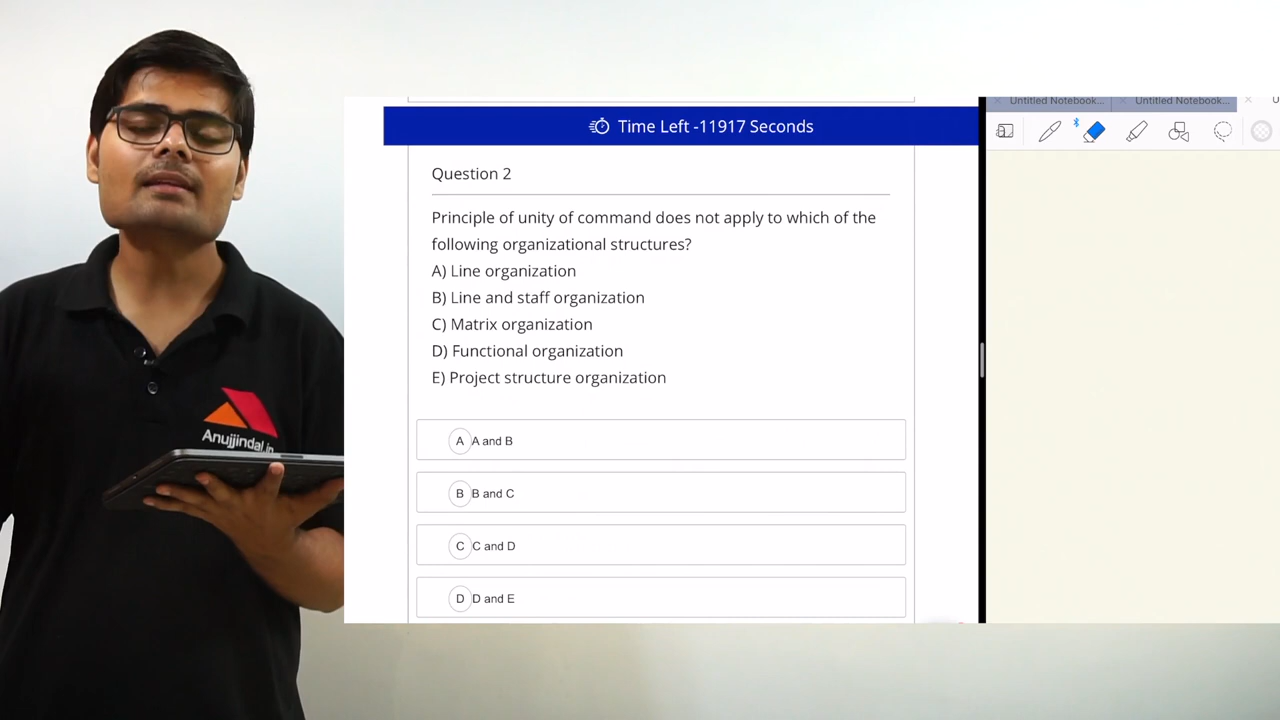 Untitled Notebook...
Untitled Notebook...
U
Time Left -11917 Seconds
Question 2
Principle of unity of command does not apply to which of the
following organizational structures?
A) Line organization
B) Line and staff organization
C) Matrix organization
D) Functional organization
E) Project structure organization
A A and B
B B and C
C C and D
D D and E
Anujjindal.in